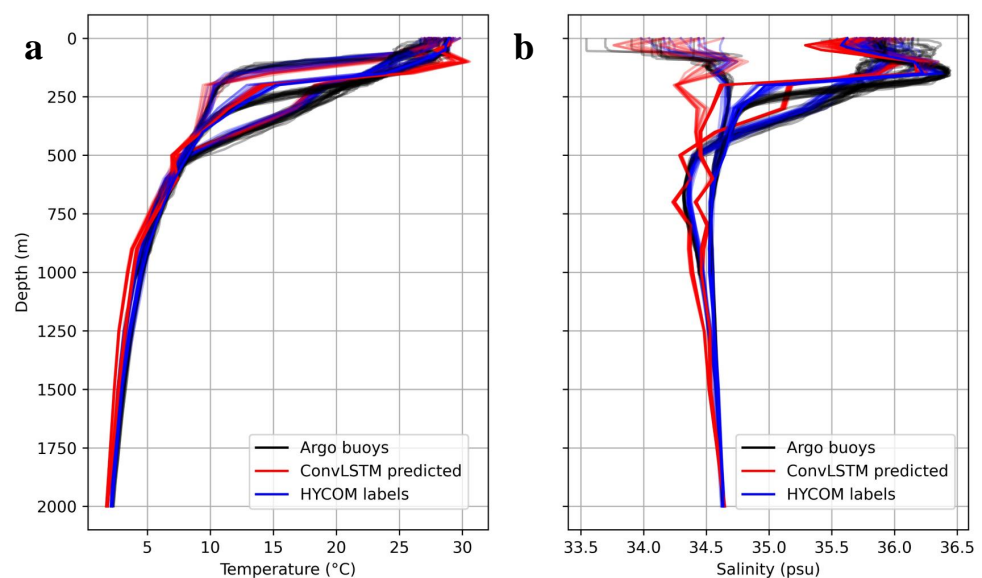 a
b
0
250
500
750
1000
1250
1500
1750
2000
Depth (m)
Argo buoys
ConvLSTM predicted
HYCOM labels
Argo buoys
ConvLSTM predicted
HYCOM labels
5 10 15 20 25 30
33.5 34.0 34.5 35.0 35.5 36.0 36.5
Temperature (°C)
Salinity (psu)